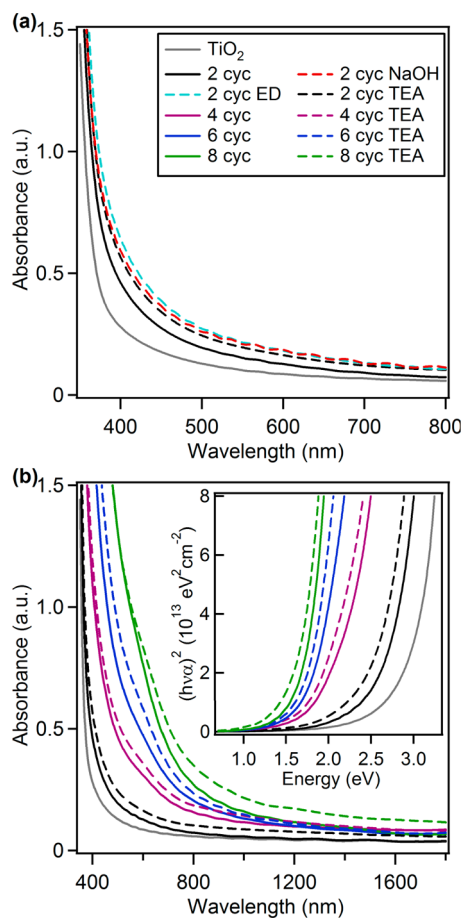 (a)
1.5
1.0
0.5
0
Absorbance (a.u.)
TiO2
2 cyc
2 cyc ED
4 cyc
6 cyc
8 cyc
2 cyc NaOH
2 cyc TEA
4 cyc TEA
6 cyc TEA
8 cyc TEA
400 500 600 700 800
Wavelength (nm)
(b)
1.5
1.0
0.5
0
Absorbance (a.u.)
8
6
4
2
0
(hνα)² (10¹³ eV² cm⁻²)
1.0 1.5 2.0 2.5 3.0
Energy (eV)
400 800 1200 1600
Wavelength (nm)